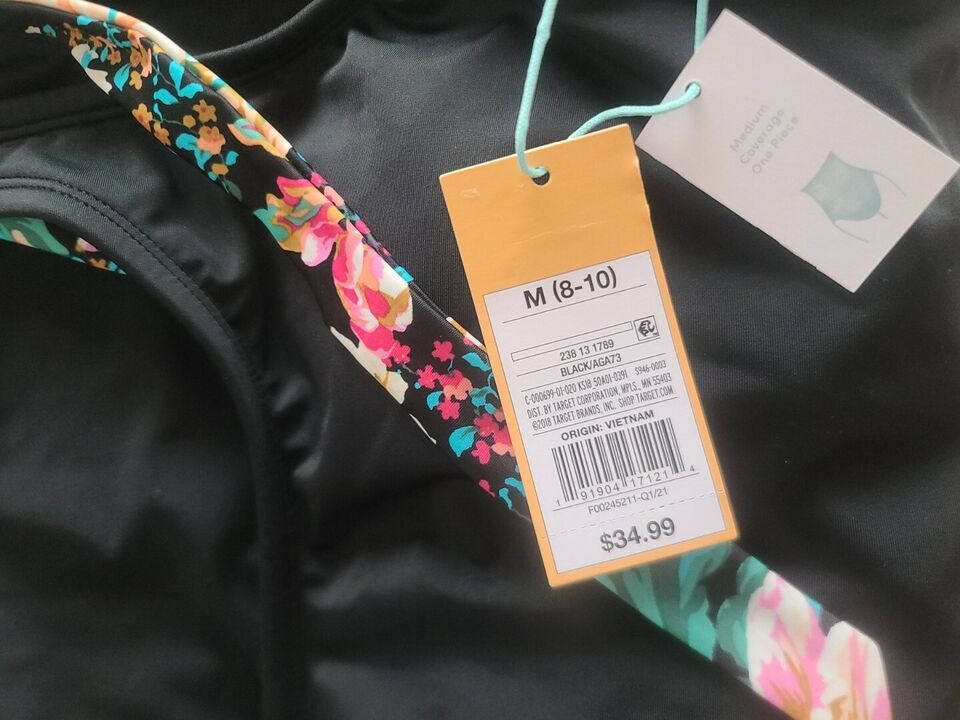 Medium
Coverage
One Piece
M (8-10)
238 13 1789
BLACK/AGA73
C-000699-01-020 KS18_50A01-0391 S946-0003
DIST. BY TARGET CORPORATION, MPLS., MN 55403
©2018 TARGET BRANDS, INC. SHOP TARGET.COM
ORIGIN: VIETNAM
1 91904 17121 4
F00245211-Q1/21
$34.99